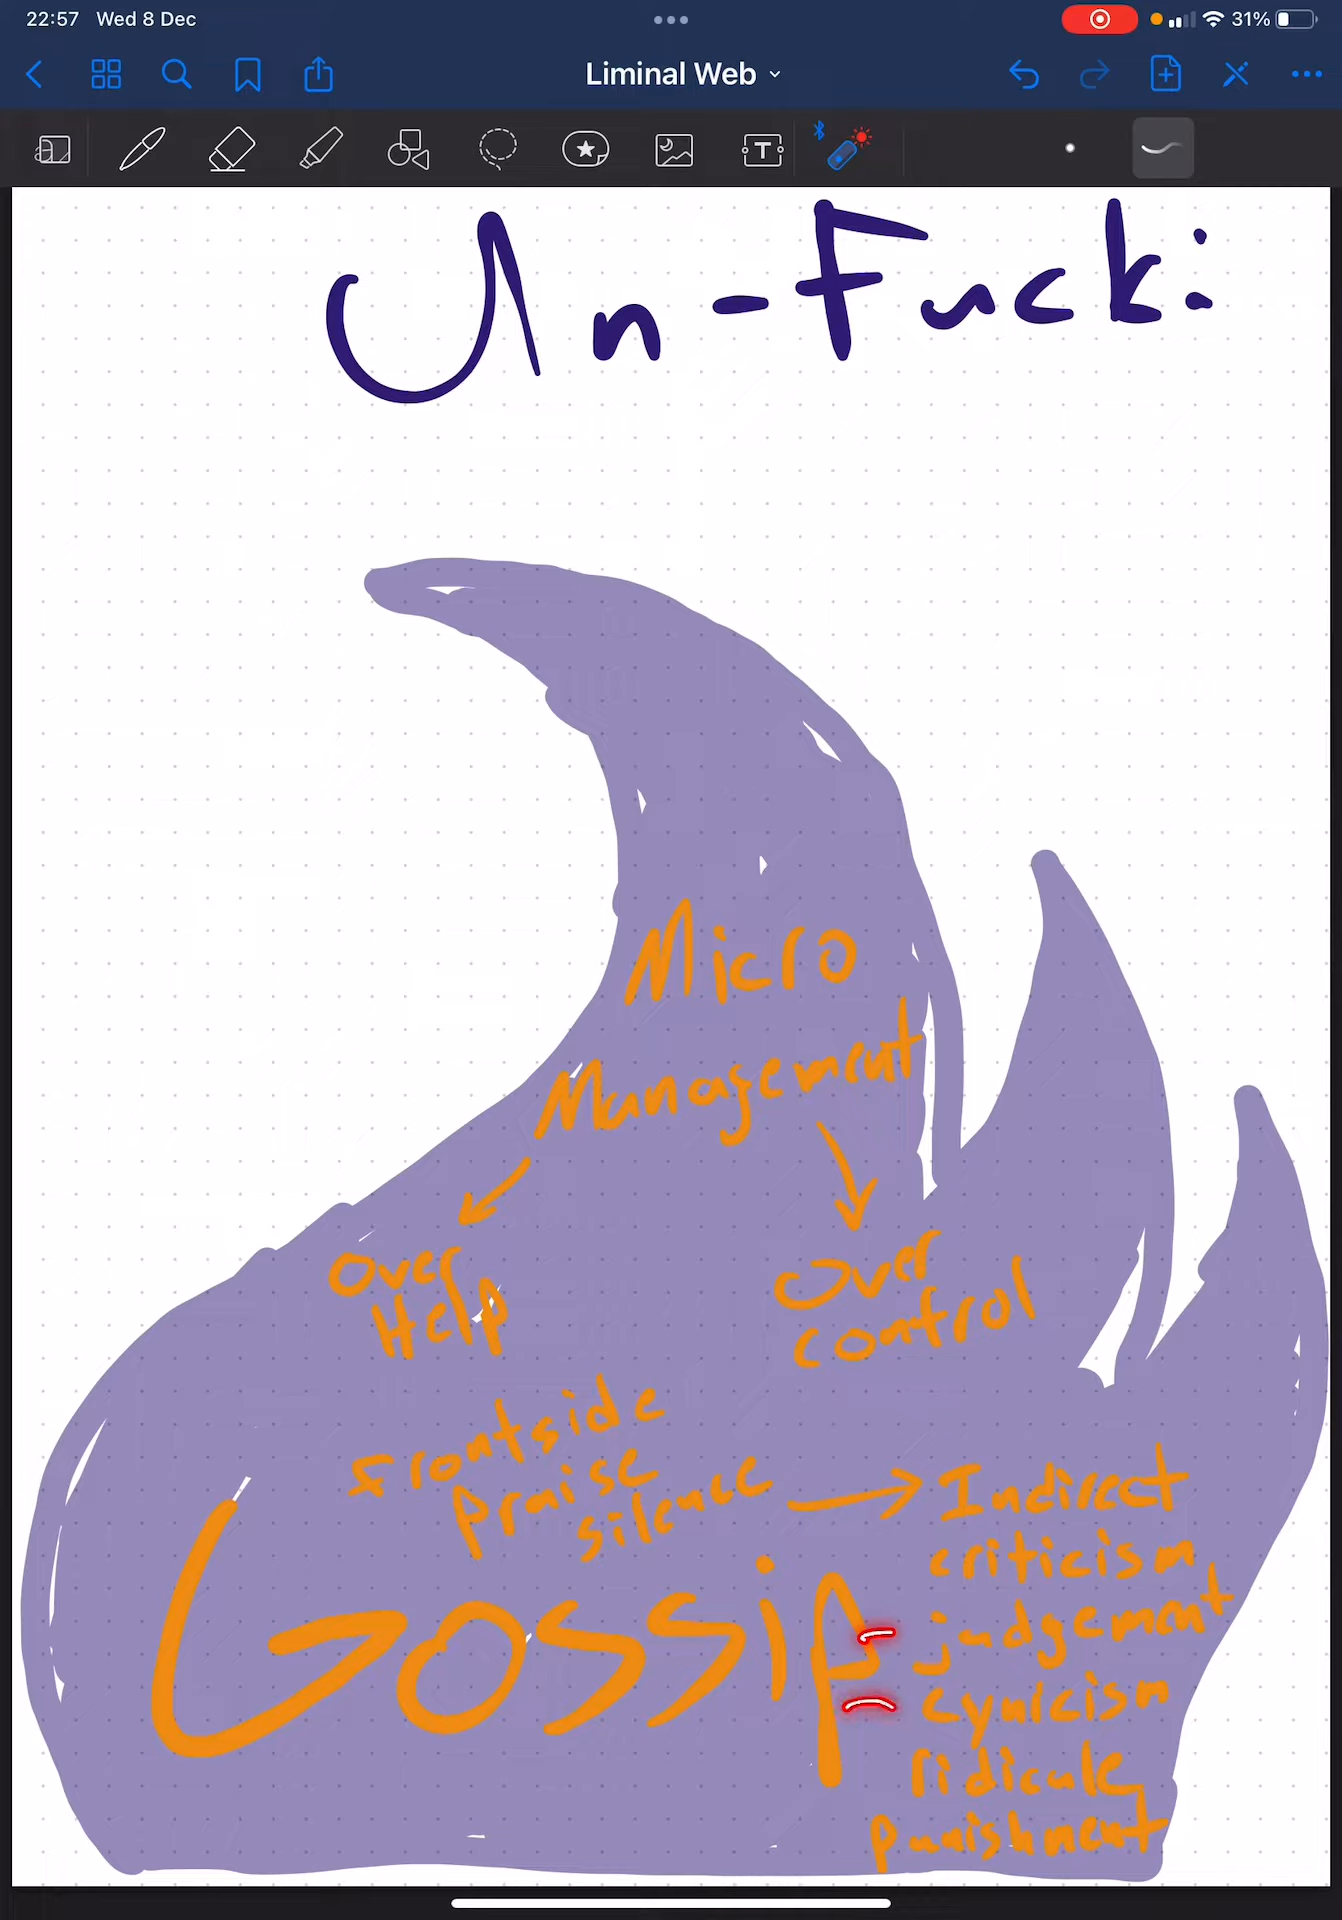 22:57 Wed 8 Dec
31%
Liminal Web
T
Un-Fuck:
Micro
Management
Over
Help
Over
control
Frontside
praise
silence
Indirect
criticism
judgement
cynicism
ridicule
punishment
Gossip